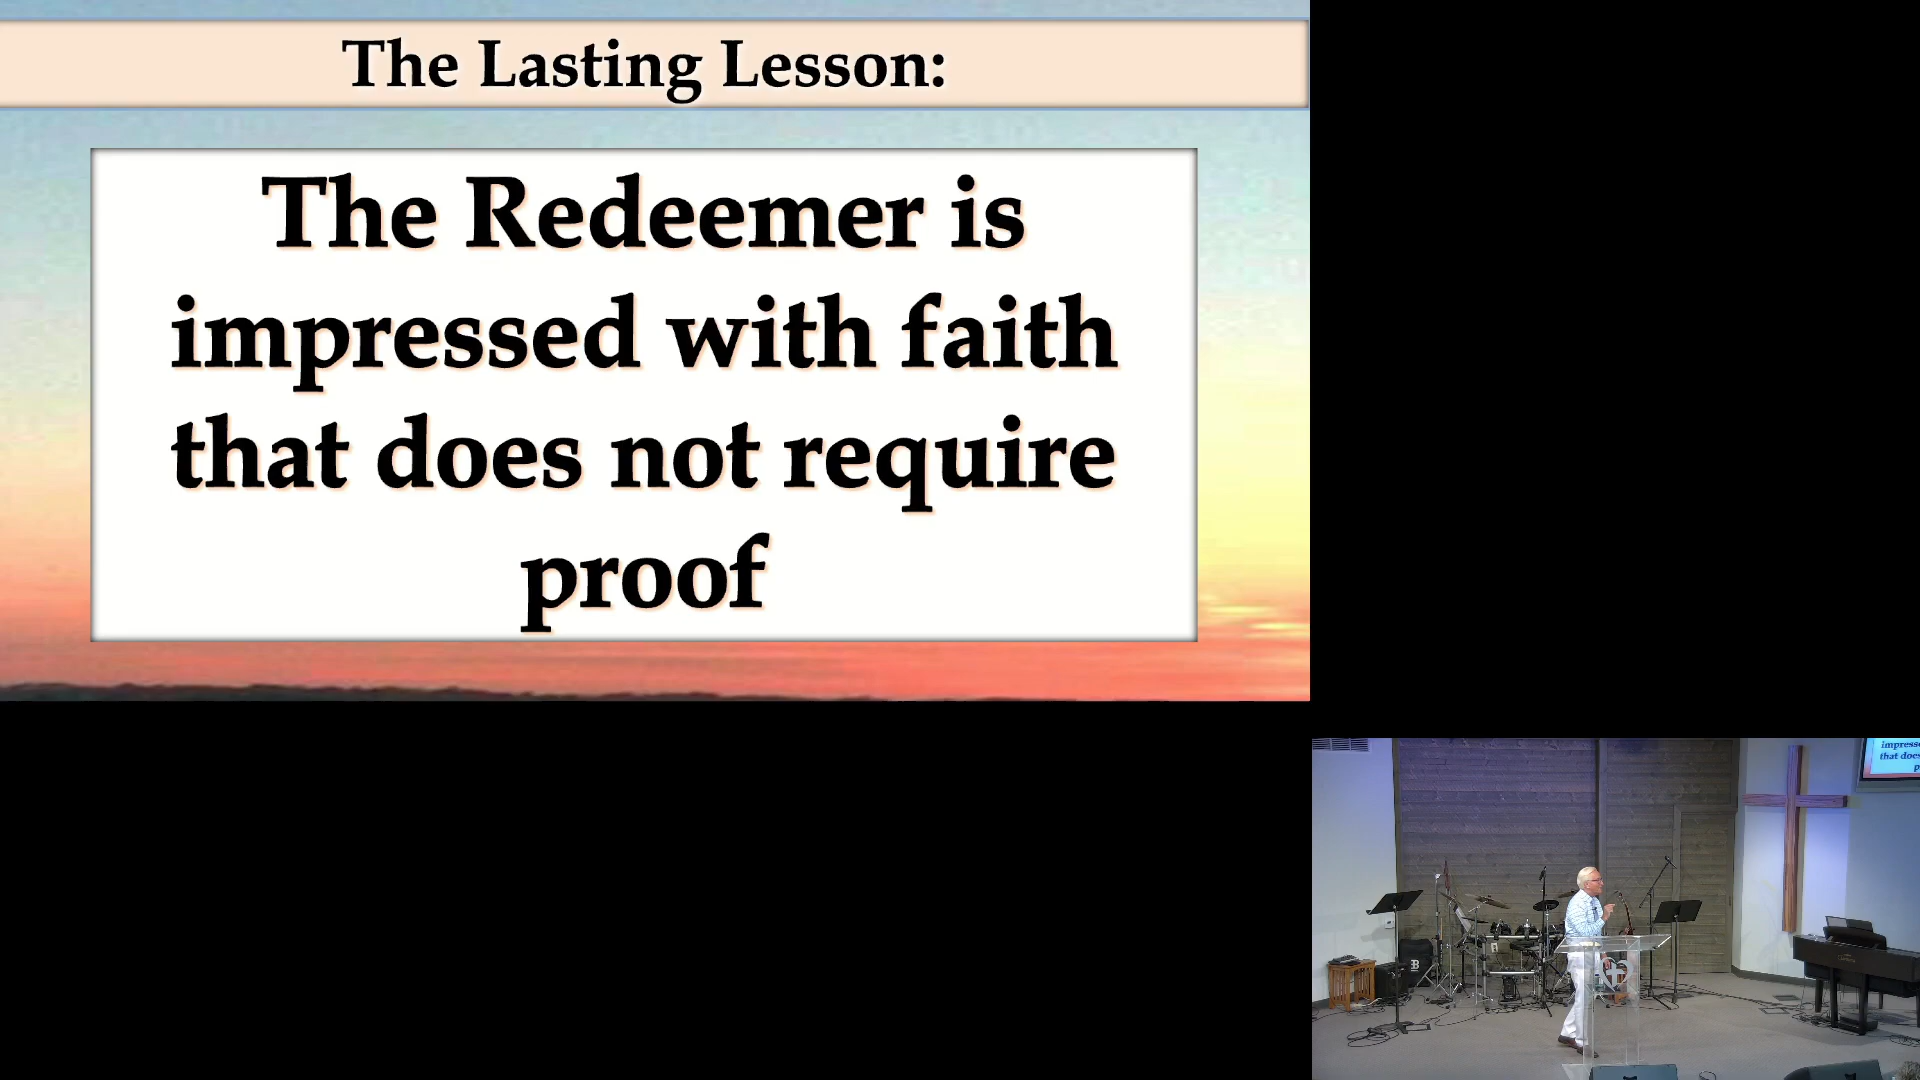 The Lasting Lesson:
The Redeemer is
impressed with faith
that does not require
proof